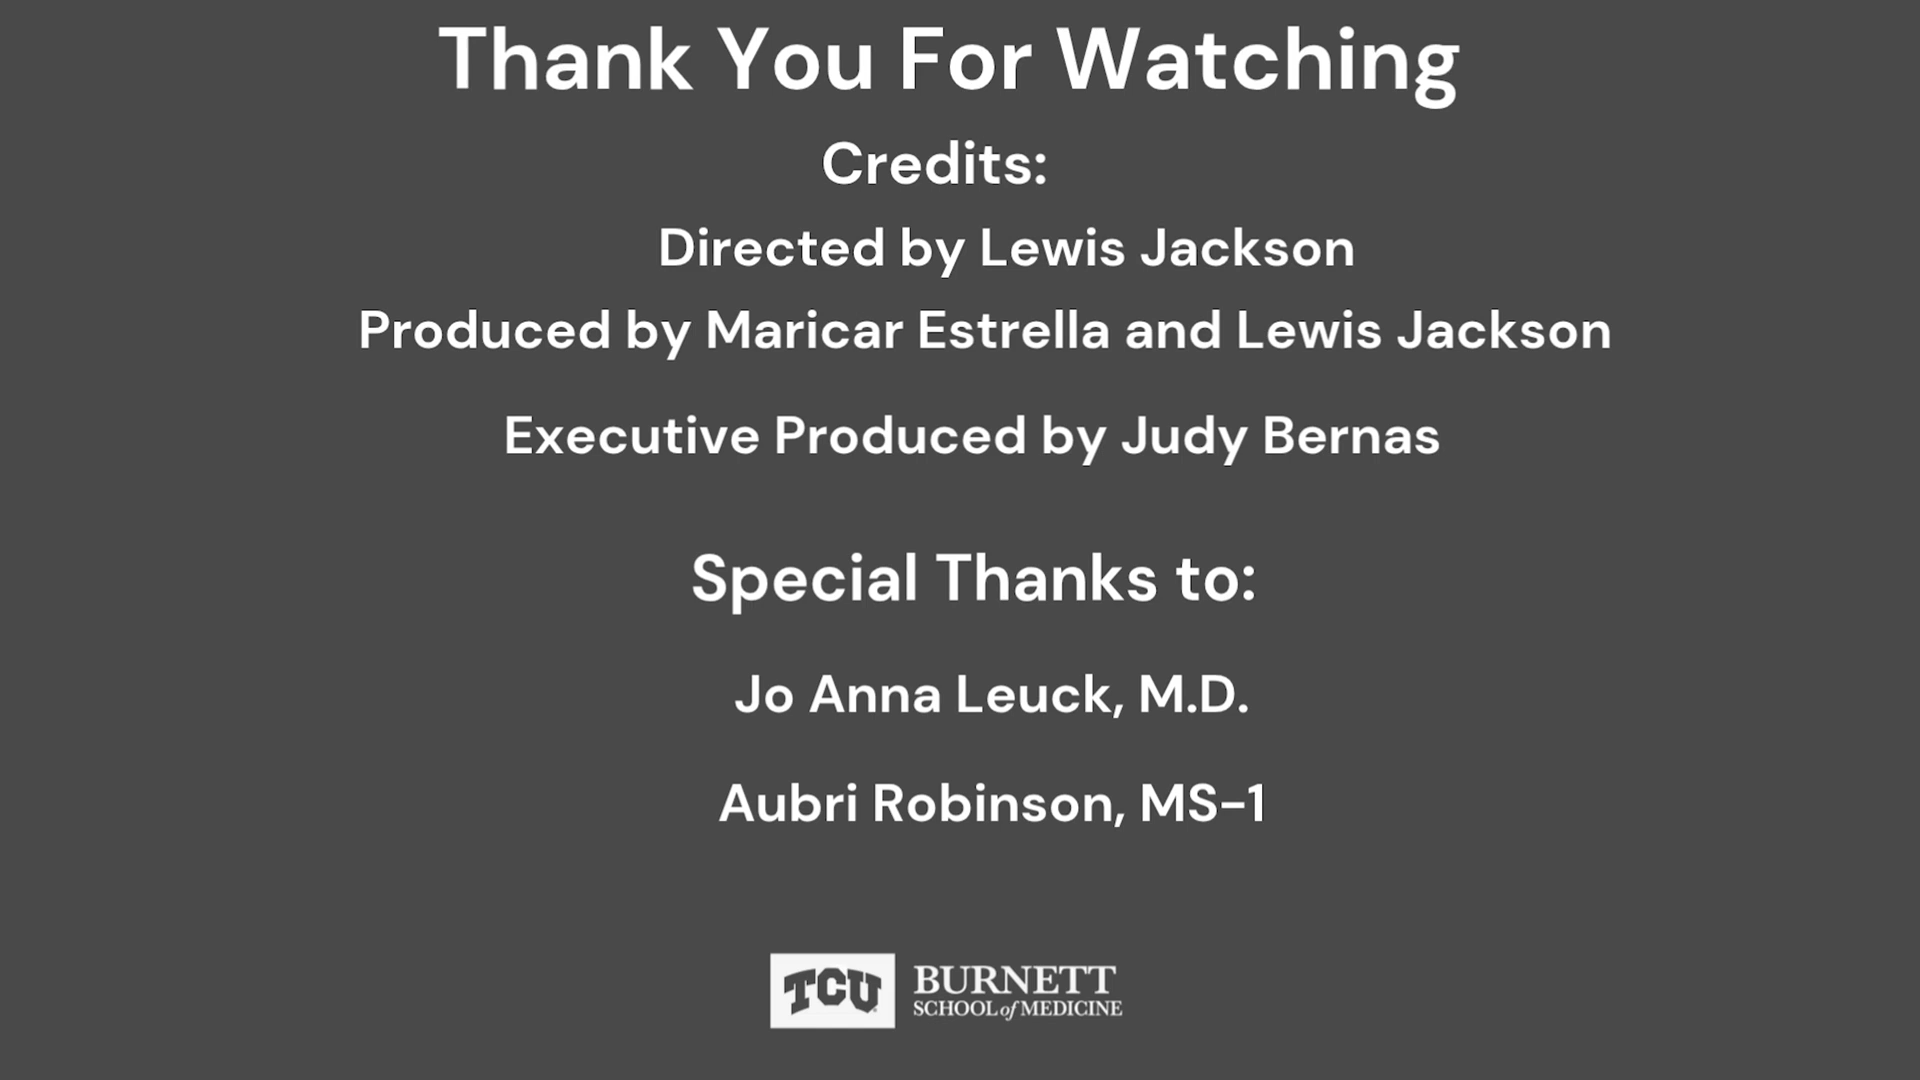 Thank You For Watching
Credits:
Directed by Lewis Jackson
Produced by Maricar Estrella and Lewis Jackson
Executive Produced by Judy Bernas
Special Thanks to:
Jo Anna Leuck, M.D.
Aubri Robinson, MS-1
TCU BURNETT
SCHOOL of MEDICINE